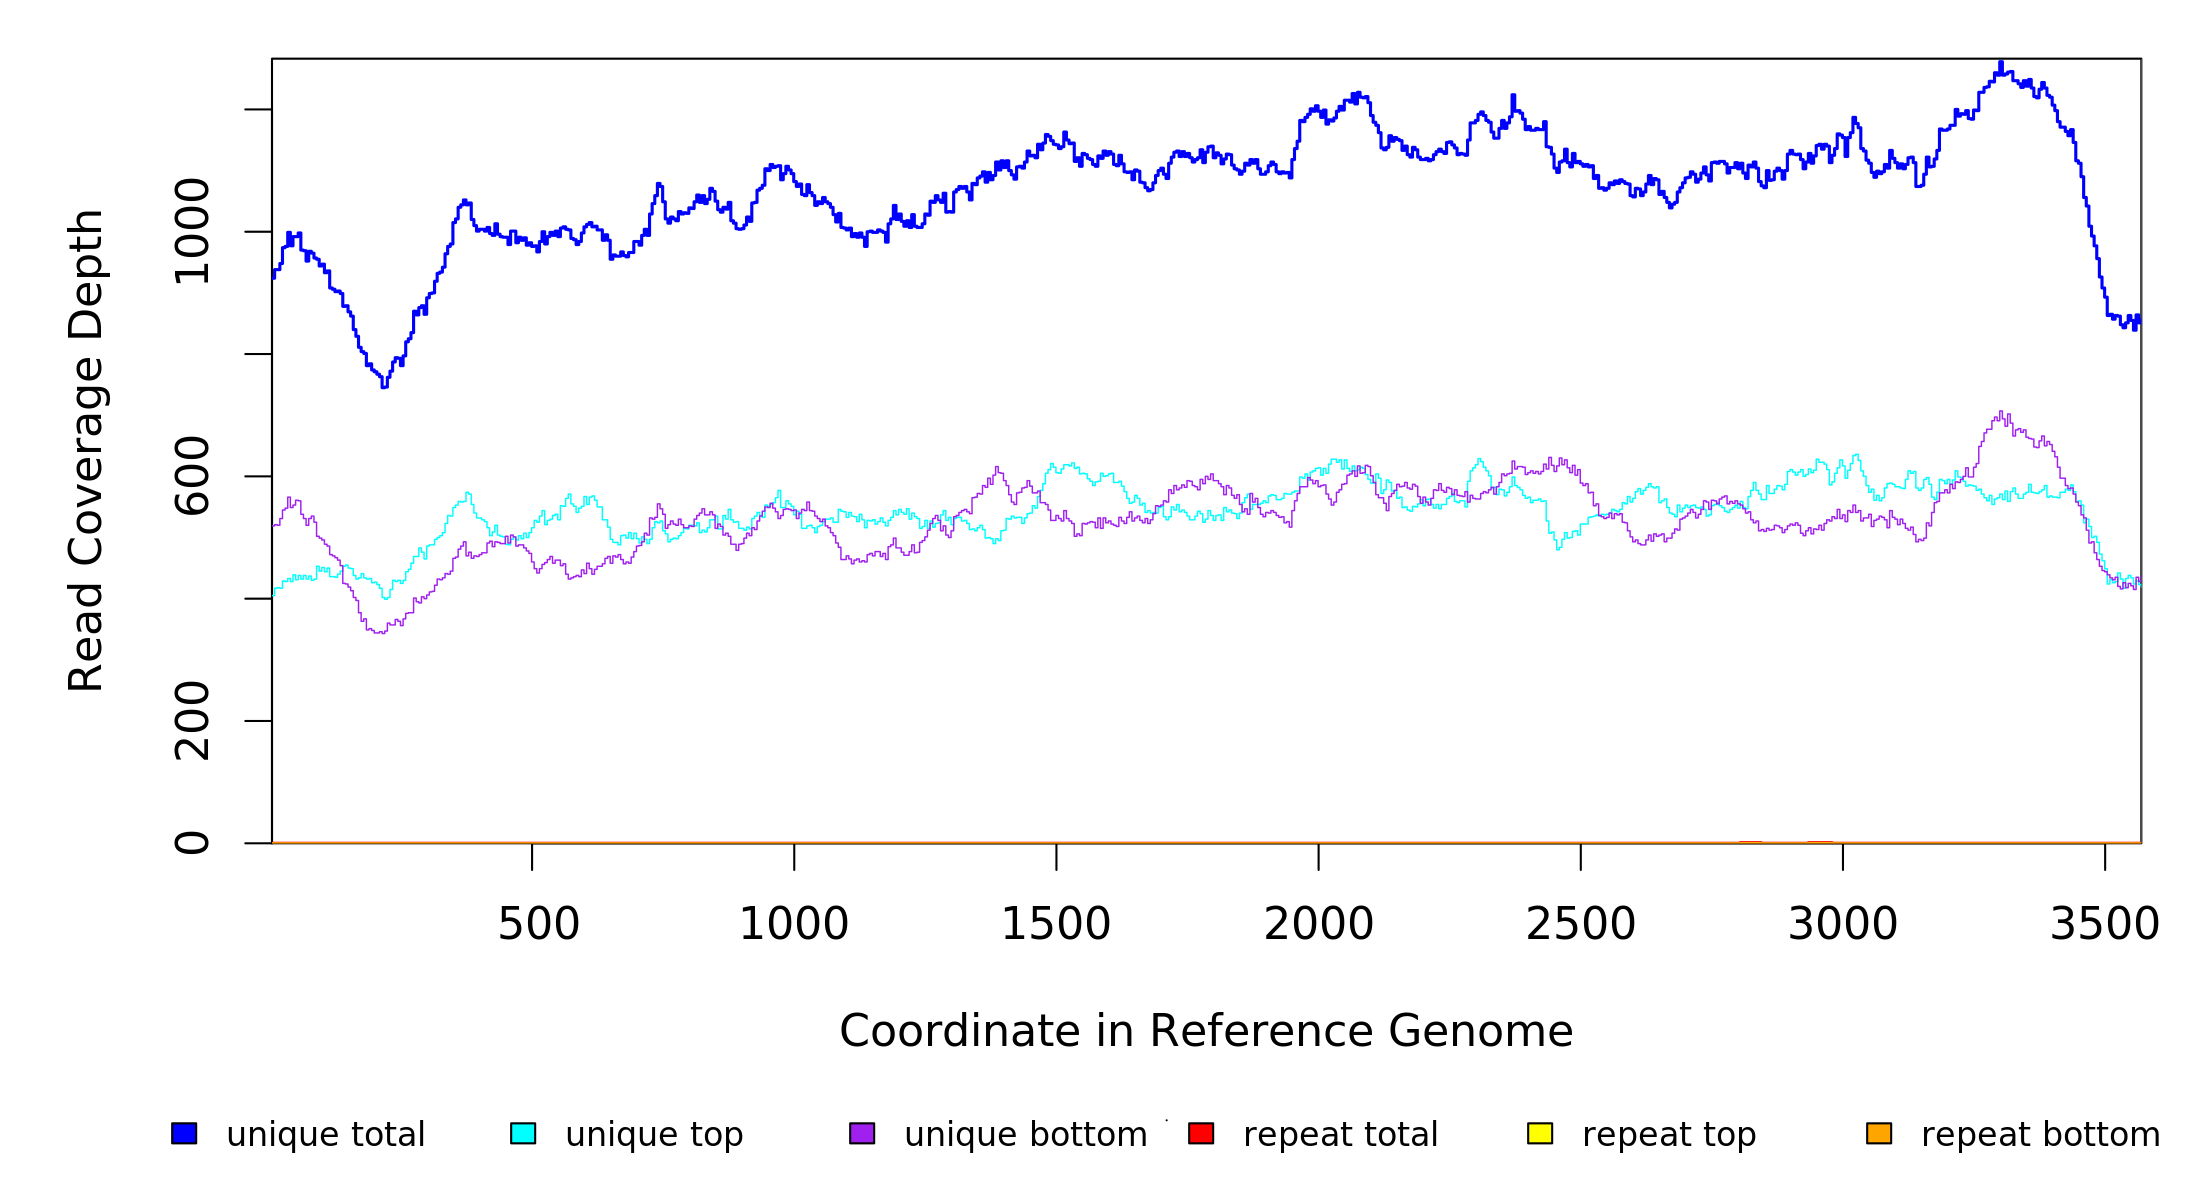 Read Coverage Depth
1000
600
200
0
500 1000 1500 2000 2500 3000 3500
Coordinate in Reference Genome
unique total unique top unique bottom repeat total repeat top repeat bottom